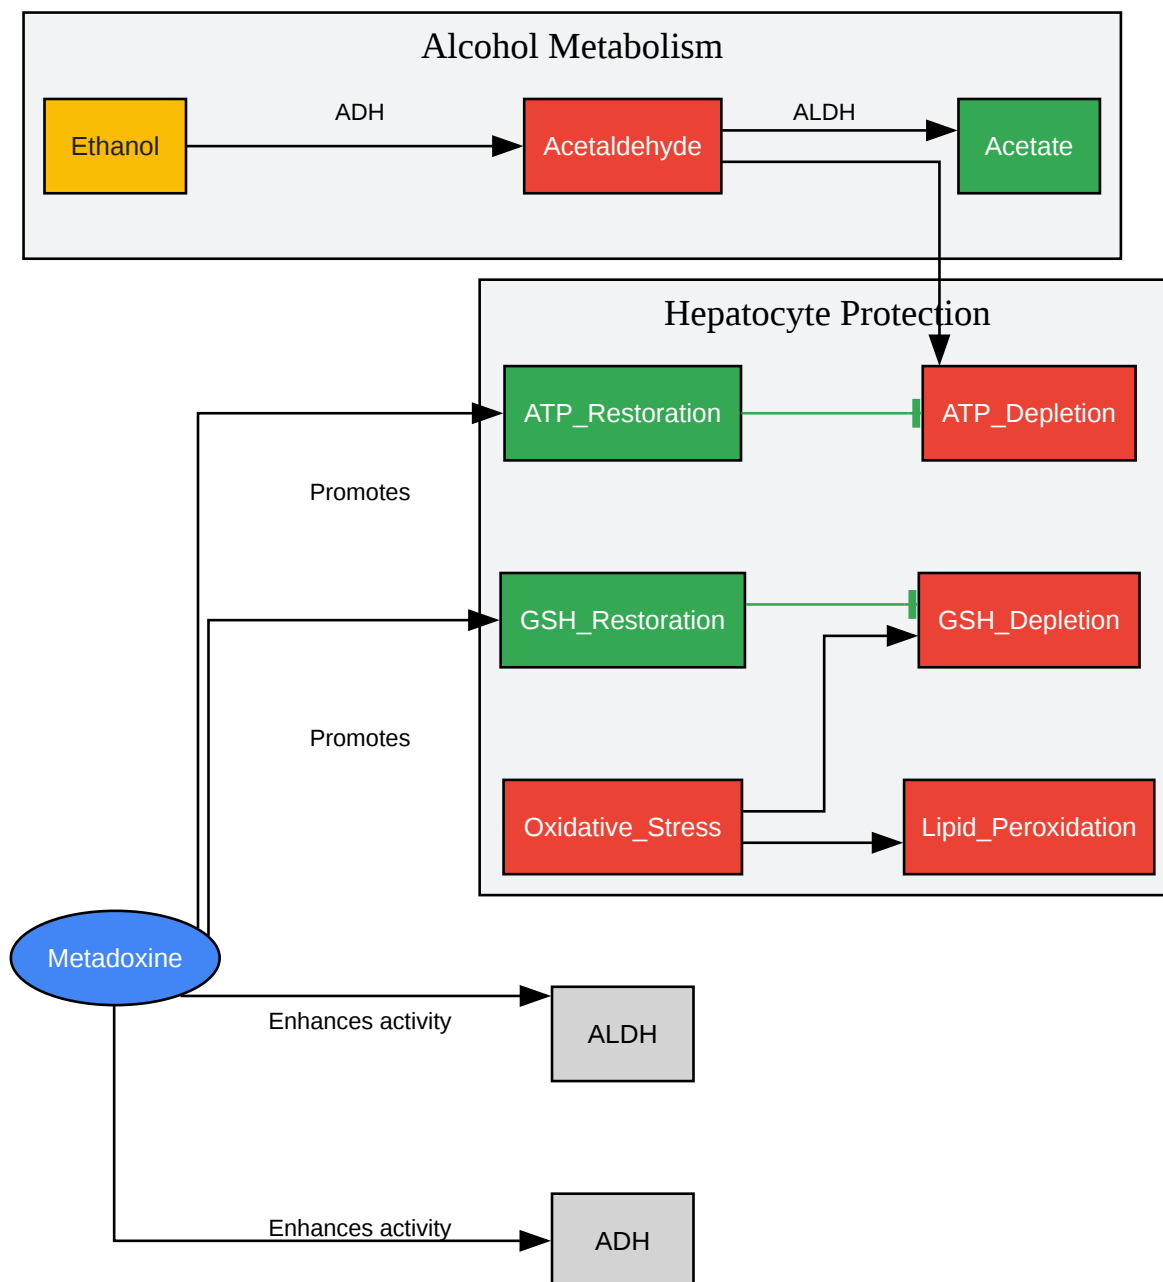 Alcohol Metabolism
Ethanol
ADH
Acetaldehyde
ALDH
Acetate
Hepatocyte Protection
ATP_Restoration
ATP_Depletion
Promotes
GSH_Restoration
GSH_Depletion
Promotes
Oxidative_Stress
Lipid_Peroxidation
Metadoxine
Enhances activity
ALDH
Enhances activity
ADH